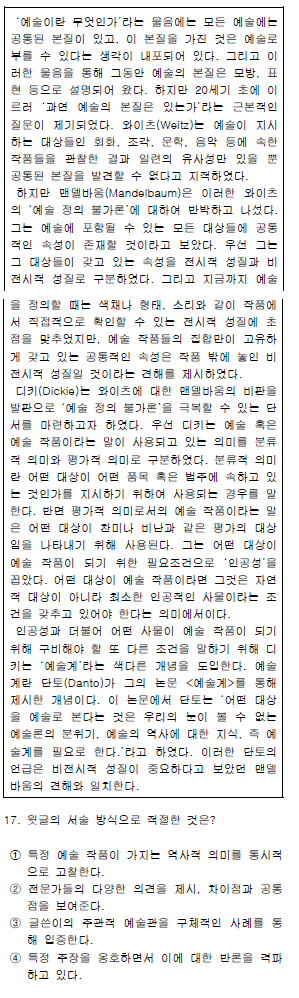 ‘예술이란 무엇인가’라는 물음에는 모든 예술에는
공통된 본질이 있고, 이 본질을 가진 것은 예술로
부를 수 있다는 생각이 내포되어 있다. 그리고 이
러한 물음을 통해 그동안 예술의 본질은 모방, 표
현 등으로 설명되어 왔다. 하지만 20세기 초에 이
르러 ‘과연 예술의 본질은 있는가’라는 근본적인
질문이 제기되었다. 와이츠(Weitz)는 예술이 지시
하는 대상들인 회화, 조각, 문학, 음악 등에 속한
작품들을 관찰한 결과 일련의 유사성만 있을 뿐
공통된 본질을 발견할 수 없다고 지적하였다.
하지만 맨델바움(Mandelbaum)은 이러한 와이츠
의 ‘예술 정의 불가론’에 대하여 반박하고 나섰다.
그는 예술에 포함될 수 있는 모든 대상들에 공통
적인 속성이 존재할 것이라고 보았다. 우선 그는
그 대상들이 갖고 있는 속성을 전시적 성질과 비
전시적 성질로 구분하였다. 그리고 지금까지 예술
을 정의할 때는 색채나 형태, 소리와 같이 작품에
서 직접적으로 확인할 수 있는 전시적 성질에 초
점을 맞추었지만, 예술 작품들의 집합만이 고유하
게 갖고 있는 공통적인 속성은 작품 밖에 놓인 비
전시적 성질일 것이라는 견해를 제시하였다.
디키(Dickie)는 와이츠에 대한 맨델바움의 비판을
발판으로 ‘예술 정의 불가론’을 극복할 수 있는 단
서를 마련하고자 하였다. 우선 디키는 예술 혹은
예술 작품이라는 말이 사용되고 있는 의미를 분류
적 의미와 평가적 의미로 구분하였다. 분류적 의미
란 어떤 대상이 어떤 품목 혹은 범주에 속하고 있
는 것인가를 지시하기 위하여 사용되는 경우를 말
한다. 반면 평가적 의미로서의 예술 작품이라는 말
은 어떤 대상이 찬미나 비난과 같은 평가의 대상
임을 나타내기 위해 사용된다. 그는 어떤 대상이
예술 작품이 되기 위한 필요조건으로 ‘인공성’을
꼽았다. 어떤 대상이 예술 작품이라면 그것은 자연
적 대상이 아니라 최소한 인공적인 사물이라는 조
건을 갖추고 있어야 한다는 의미에서이다.
인공성과 더불어 어떤 사물이 예술 작품이 되기
위해 구비해야 할 또 다른 조건을 말하기 위해 디
키는 ‘예술계’라는 색다른 개념을 도입한다. 예술
계란 단토(Danto)가 그의 논문 <예술계>를 통해
제시한 개념이다. 이 논문에서 단토는 ‘어떤 대상
을 예술로 본다는 것은 우리의 눈이 볼 수 없는
예술론의 분위기, 예술의 역사에 대한 지식, 즉 예
술계를 필요로 한다.’라고 하였다. 이러한 단토의
언급은 비전시적 성질이 중요하다고 보았던 맨델
바움의 견해와 일치한다.
17. 윗글의 서술 방식으로 적절한 것은?
① 특정 예술 작품이 가지는 역사적 의미를 통시적
으로 고찰한다.
② 전문가들의 다양한 의견을 제시, 차이점과 공통
점을 보여준다.
③ 글쓴이의 주관적 예술관을 구체적인 사례를 통
해 입증한다.
④ 특정 주장을 옹호하면서 이에 대한 반론을 격파
하고 있다.